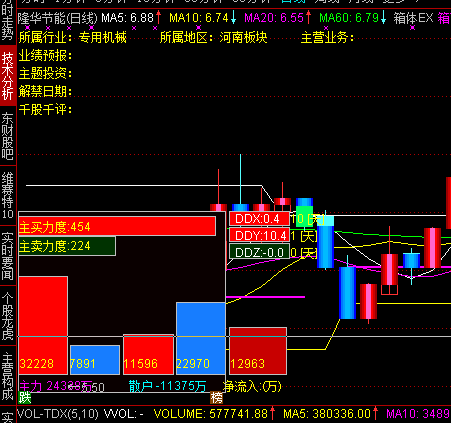 隆华节能(日线) MA5: 6.88↑ MA10: 6.74↓ MA20: 6.55↑ MA60: 6.79↓ 箱体EX 箱
所属行业：专用机械 所属地区：河南板块 主营业务：
业绩预报：
主题投资：
解禁日期：
千股千评：
技术分析
东财股吧
维赛特10
实时要闻
个股龙虎
主营构成
主买力度:454
主卖力度:224
DDX:0.4
DDY:10.4
DDZ:-0.0
32228 7891 11596 22970 12963
主力 散户 -11375万 净流入:(万)
跌 榜
VOL-TDX(5,10) VVOL: - VOLUME: 577741.88↑ MA5: 380336.00↑ MA10: 3489